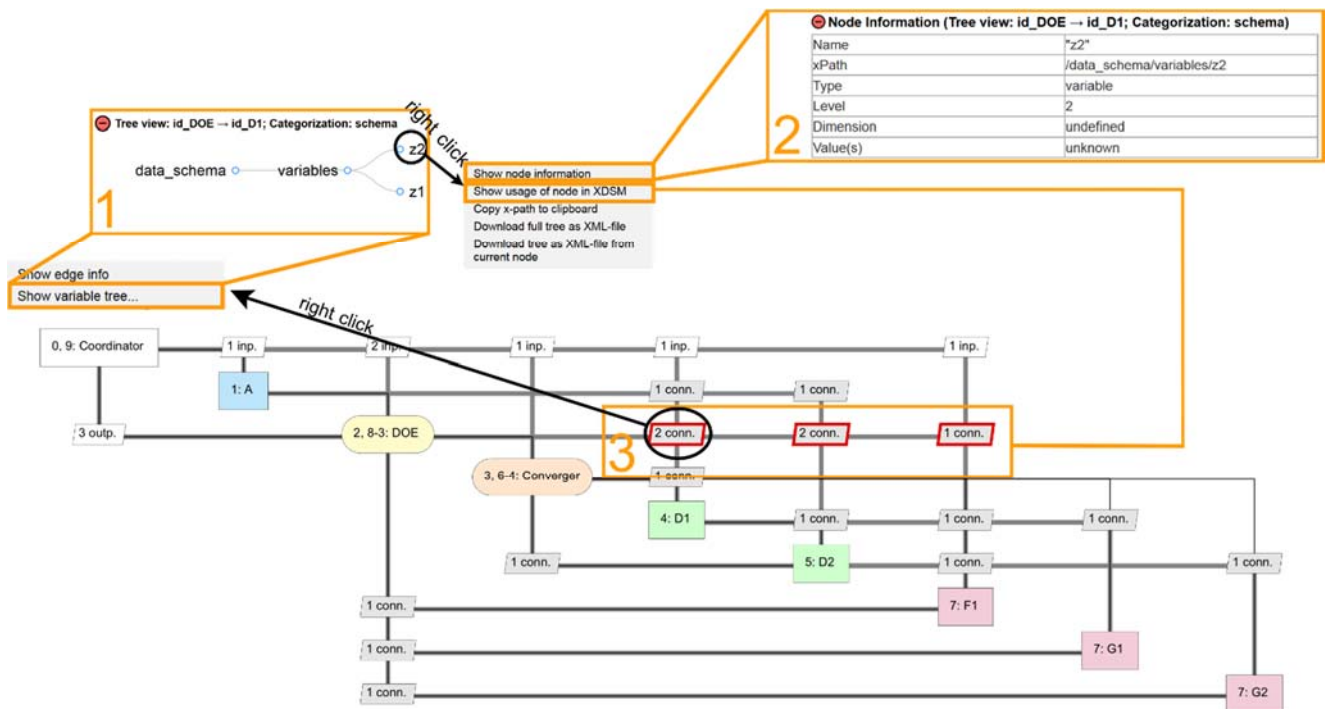 Node Information (Tree view: id_DOE → id_D1; Categorization: schema)
Name "z2"
xPath /data_schema/variables/z2
Type variable
Level 2
Dimension undefined
Value(s) unknown
2
Tree view: id_DOE → id_D1; Categorization: schema
data_schema variables z2
z1
1
right click
Show node information
Show usage of node in XDSM
Copy x-path to clipboard
Download full tree as XML-file
Download tree as XML-file from
current node
Show edge info
Show variable tree...
right click
0, 9: Coordinator 1 inp. 2 inp. 1 inp. 1 inp. 1 inp.
1: A 1 conn. 1 conn.
3 outp. 2, 8-3: DOE 2 conn. 2 conn. 1 conn.
3
3, 6-4: Converger 1 conn.
4: D1 1 conn. 1 conn. 1 conn.
1 conn. 5: D2 1 conn. 1 conn.
1 conn. 7: F1
1 conn. 7: G1
1 conn. 7: G2